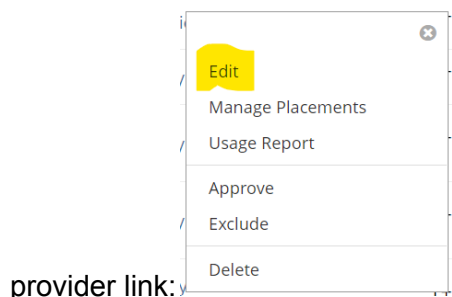 Edit
Manage Placements
Usage Report
Approve
Exclude
Delete
provider link: